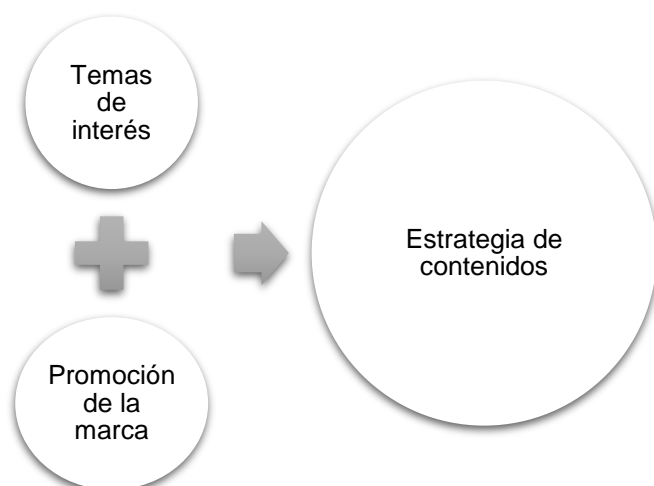 Temas
de
interés
Promoción
de la
marca
Estrategia de
contenidos